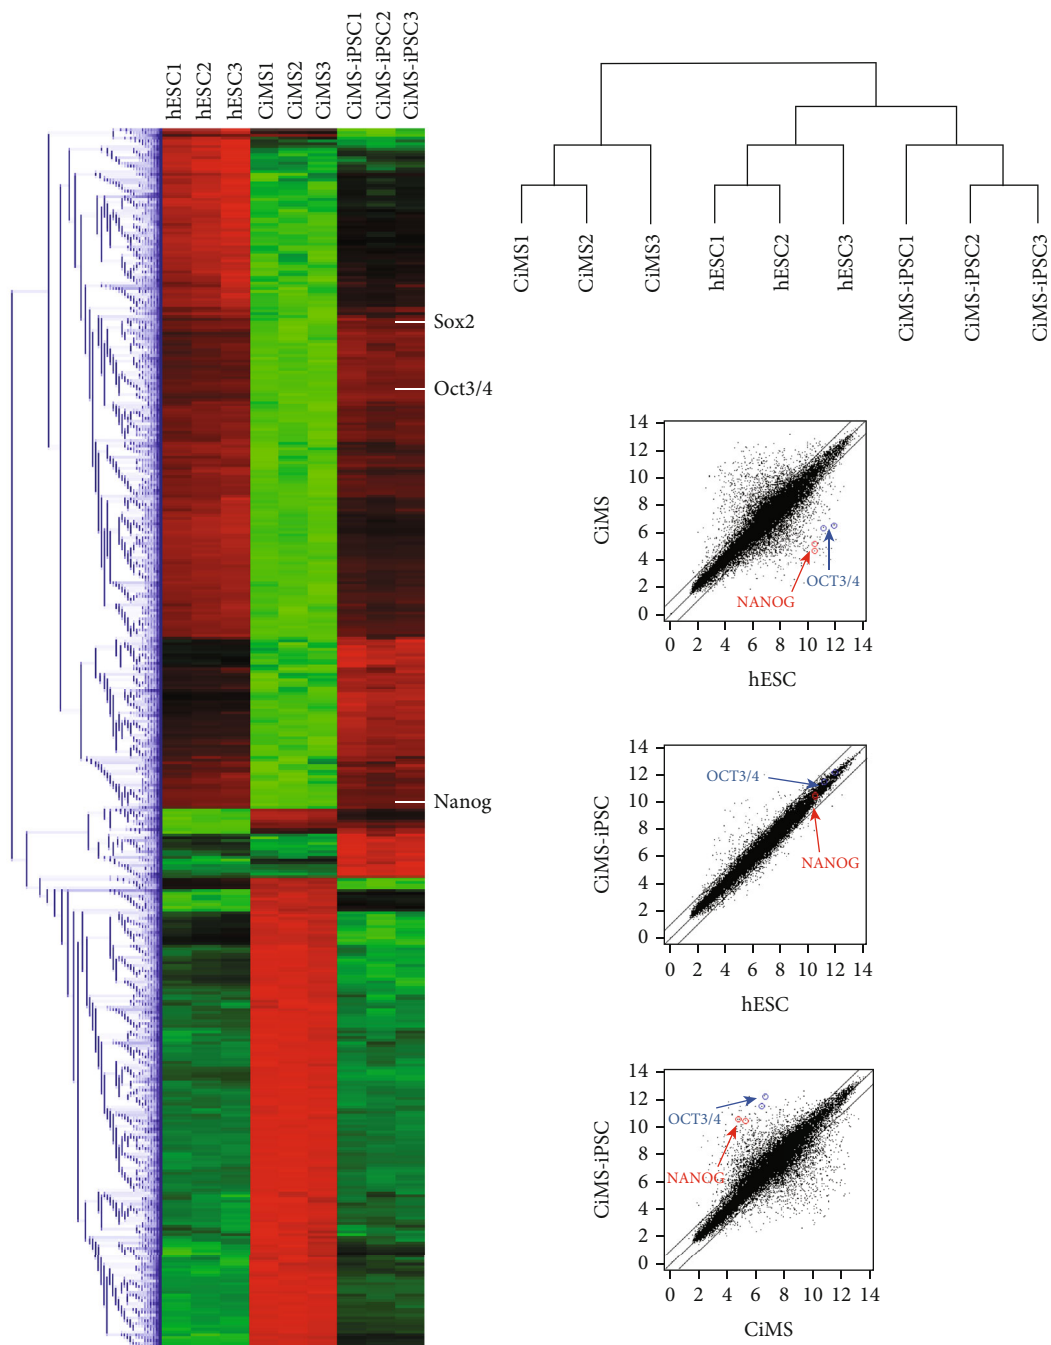 hESC1
hESC2
hESC3
CiMS1
CiMS2
CiMS3
CiMS-iPSC1
CiMS-iPSC2
CiMS-iPSC3
Sox2
Oct3/4
Nanog
CiMS1
CiMS2
CiMS3
hESC1
hESC2
hESC3
CiMS-iPSC1
CiMS-iPSC2
CiMS-iPSC3
14
12
10
8
6
4
2
0
CiMS
OCT3/4
NANOG
0 2 4 6 8 10 12 14
hESC
14
12
10
8
6
4
2
0
CiMS-iPSC
OCT3/4
NANOG
0 2 4 6 8 10 12 14
hESC
14
12
10
8
6
4
2
0
CiMS-iPSC
OCT3/4
NANOG
0 2 4 6 8 10 12 14
CiMS